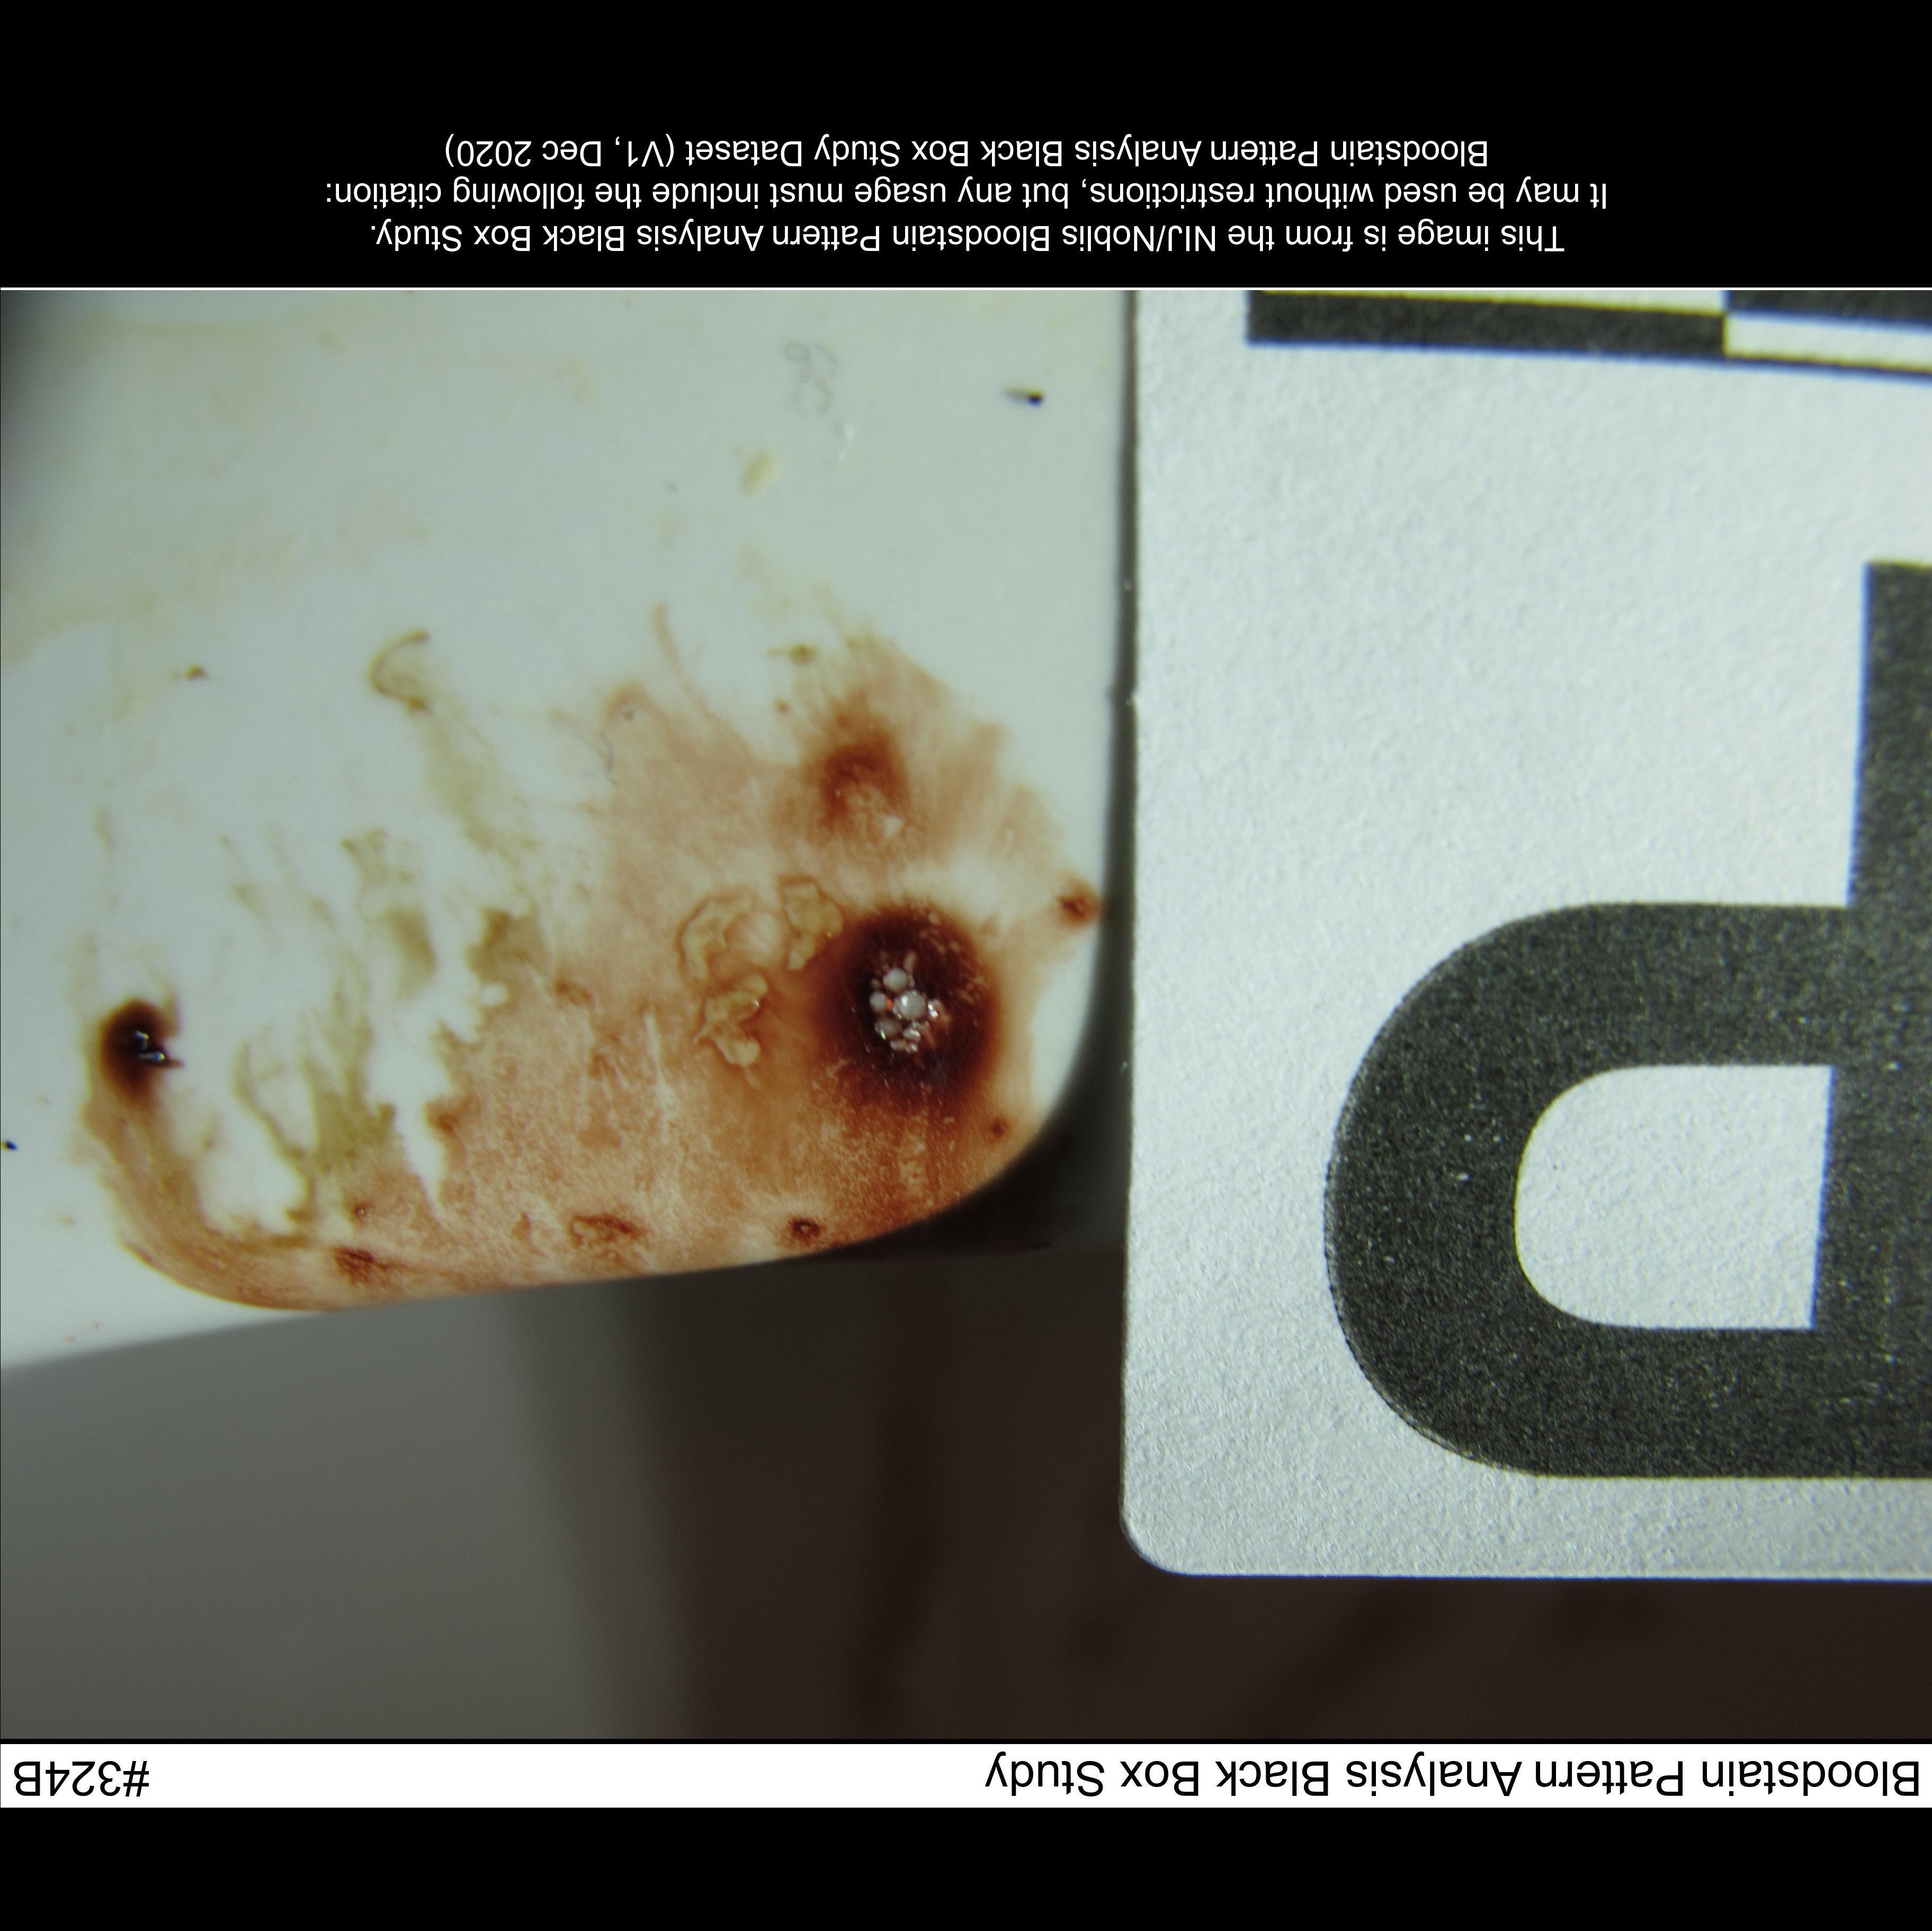 Bloodstain Pattern Analysis Black Box Study #324B
P
This image is from the NIJ/Noblis Bloodstain Pattern Analysis Black Box Study.
It may be used without restrictions, but any usage must include the following citation:
Bloodstain Pattern Analysis Black Box Study Dataset (V1, Dec 2020)